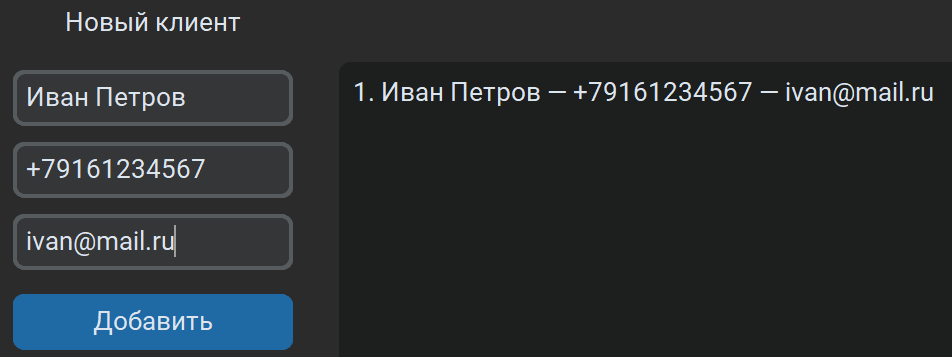 Новый клиент
Иван Петров
+79161234567
ivan@mail.ru
Добавить
1. Иван Петров — +79161234567 — ivan@mail.ru